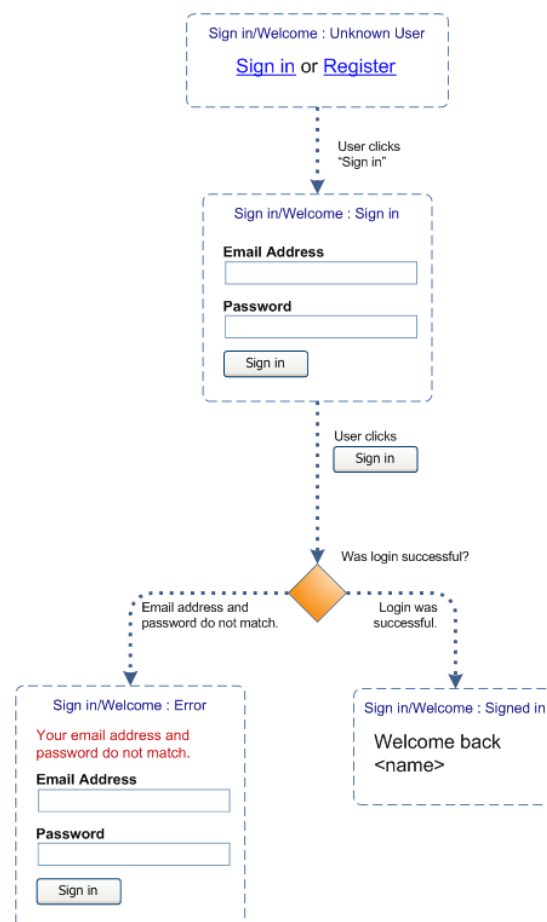 Sign in/Welcome : Unknown User
Sign in or Register
User clicks
“Sign in”
Sign in/Welcome : Sign in
Email Address
Password
Sign in
User clicks
Sign in
Was login successful?
Email address and
password do not match.
Login was
successful.
Sign in/Welcome : Error
Your email address and
password do not match.
Email Address
Password
Sign in
Sign in/Welcome : Signed in
Welcome back
<name>